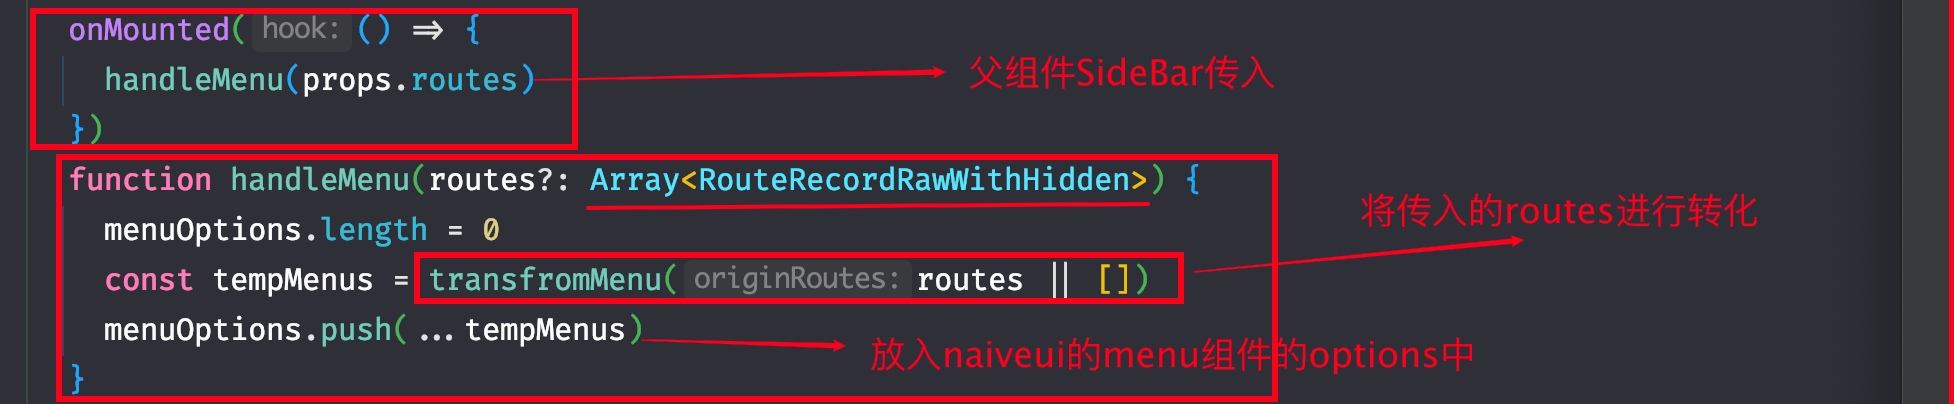 onMounted( hook: () => {
handleMenu(props.routes)
父组件SideBar传入
})
function handleMenu(routes?: Array<RouteRecordRawWithHidden>) {
将传入的routes进行转化
menuOptions.length = 0
const tempMenus = transfromMenu( originRoutes: routes || [])
menuOptions.push( ...tempMenus)
放入naiveui的menu组件的options中
}